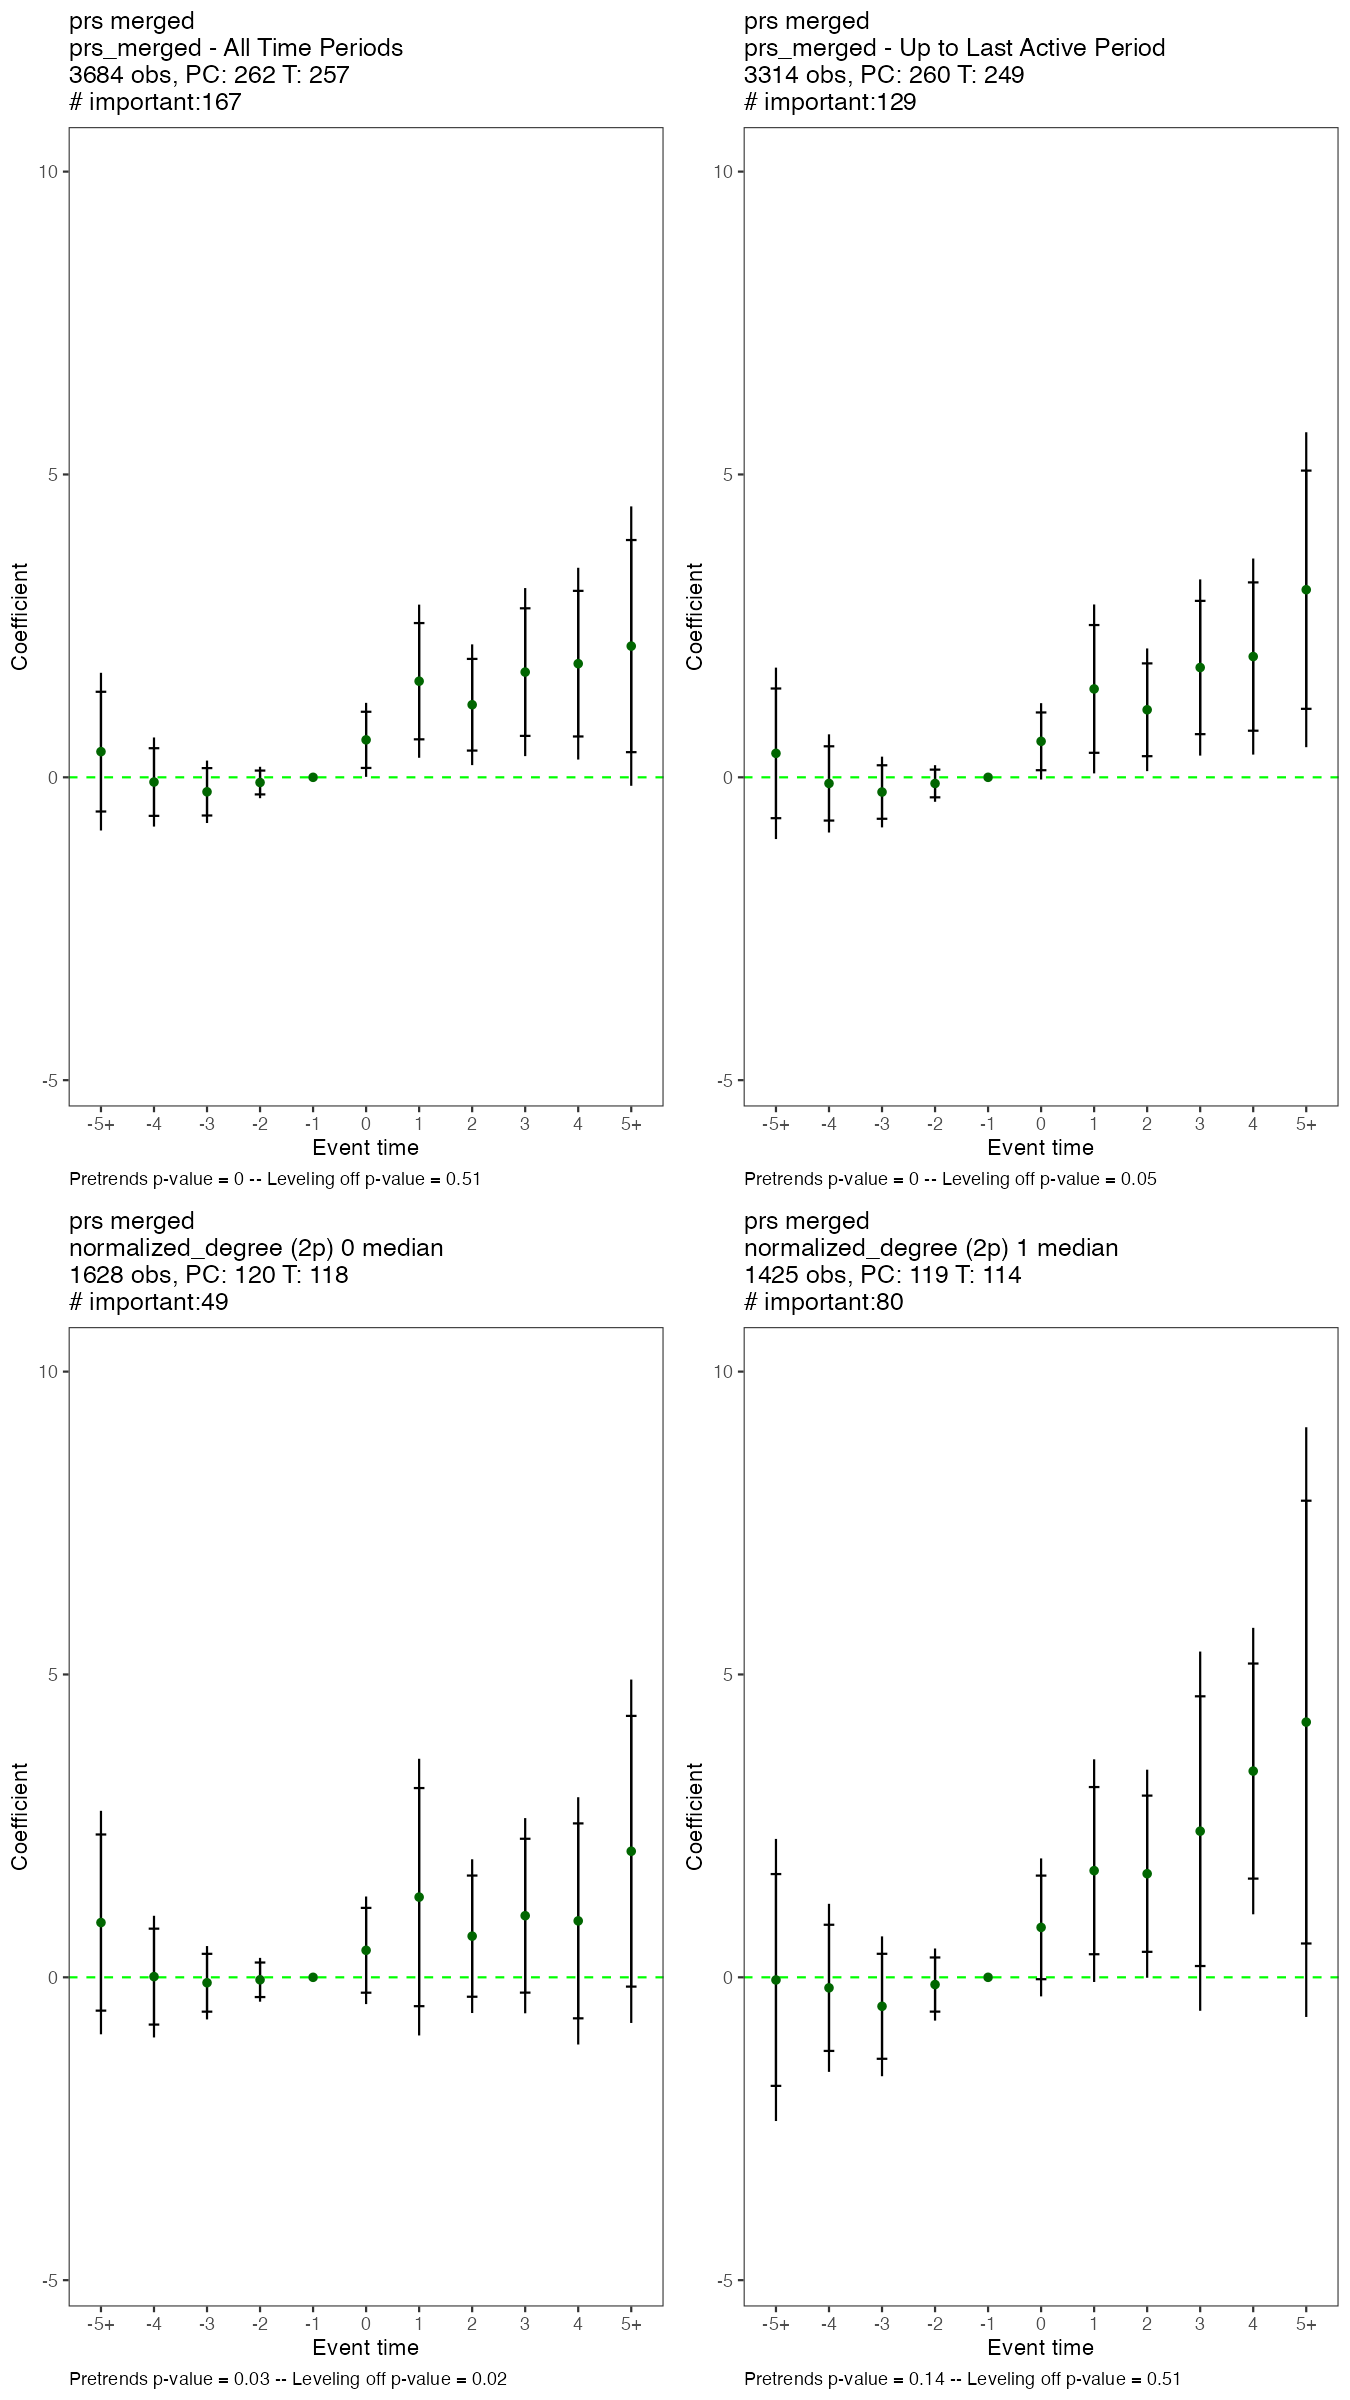 prs merged
prs_merged - All Time Periods
3684 obs, PC: 262 T: 257
# important:167
Coefficient
10
5
0
-5
-5+ -4 -3 -2 -1 0 1 2 3 4 5+
Event time
Pretrends p-value = 0 -- Leveling off p-value = 0.51
prs merged
prs_merged - Up to Last Active Period
3314 obs, PC: 260 T: 249
# important:129
Coefficient
10
5
0
-5
-5+ -4 -3 -2 -1 0 1 2 3 4 5+
Event time
Pretrends p-value = 0 -- Leveling off p-value = 0.05
prs merged
normalized_degree (2p) 0 median
1628 obs, PC: 120 T: 118
# important:49
Coefficient
10
5
0
-5
-5+ -4 -3 -2 -1 0 1 2 3 4 5+
Event time
Pretrends p-value = 0.03 -- Leveling off p-value = 0.02
prs merged
normalized_degree (2p) 1 median
1425 obs, PC: 119 T: 114
# important:80
Coefficient
10
5
0
-5
-5+ -4 -3 -2 -1 0 1 2 3 4 5+
Event time
Pretrends p-value = 0.14 -- Leveling off p-value = 0.51